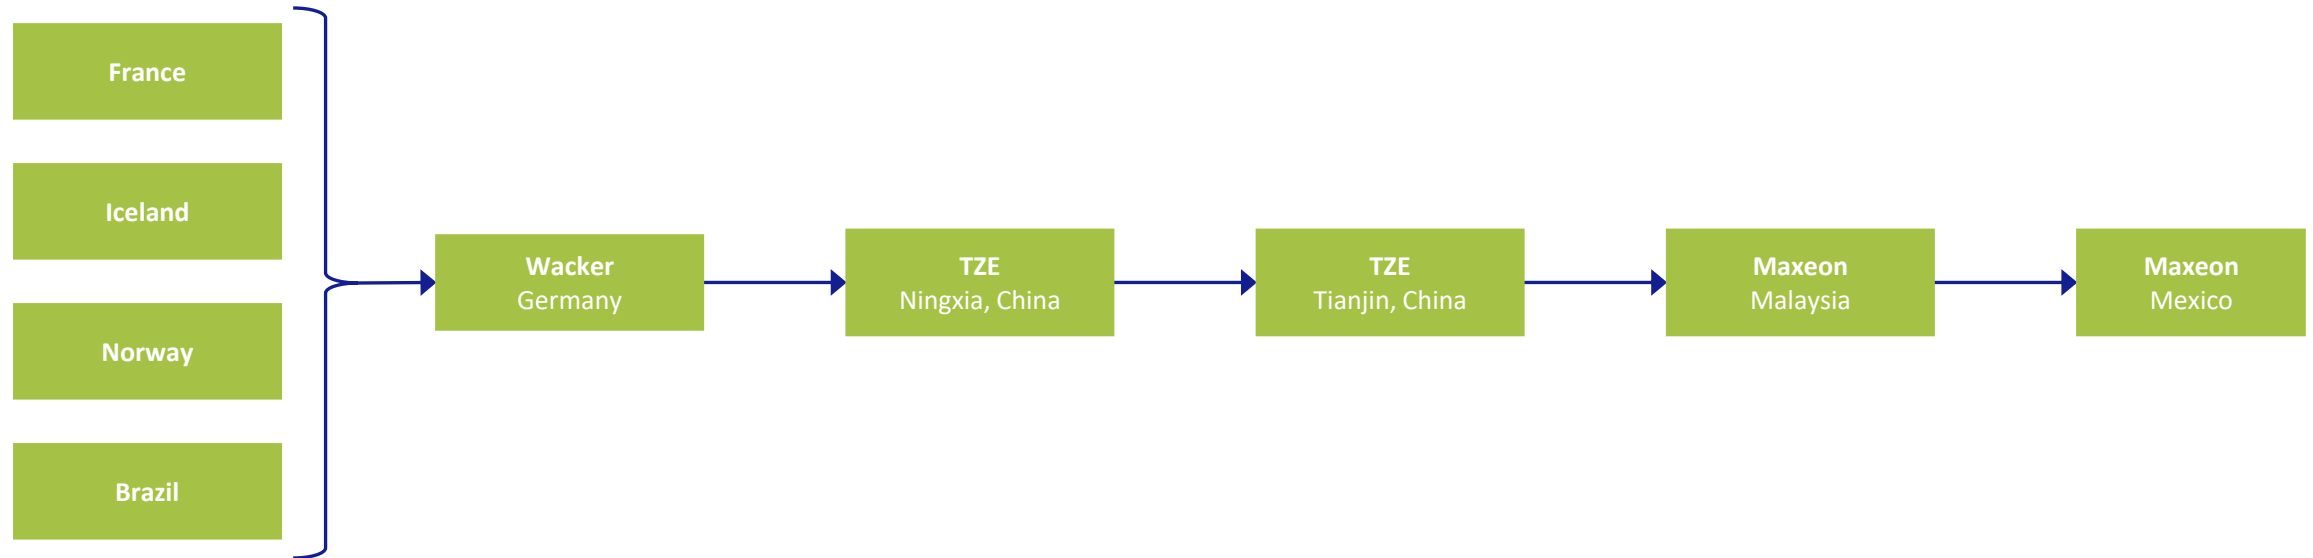 France
Iceland
Norway
Brazil
Wacker
Germany
TZE
Ningxia, China
TZE
Tianjin, China
Maxeon
Malaysia
Maxeon
Mexico